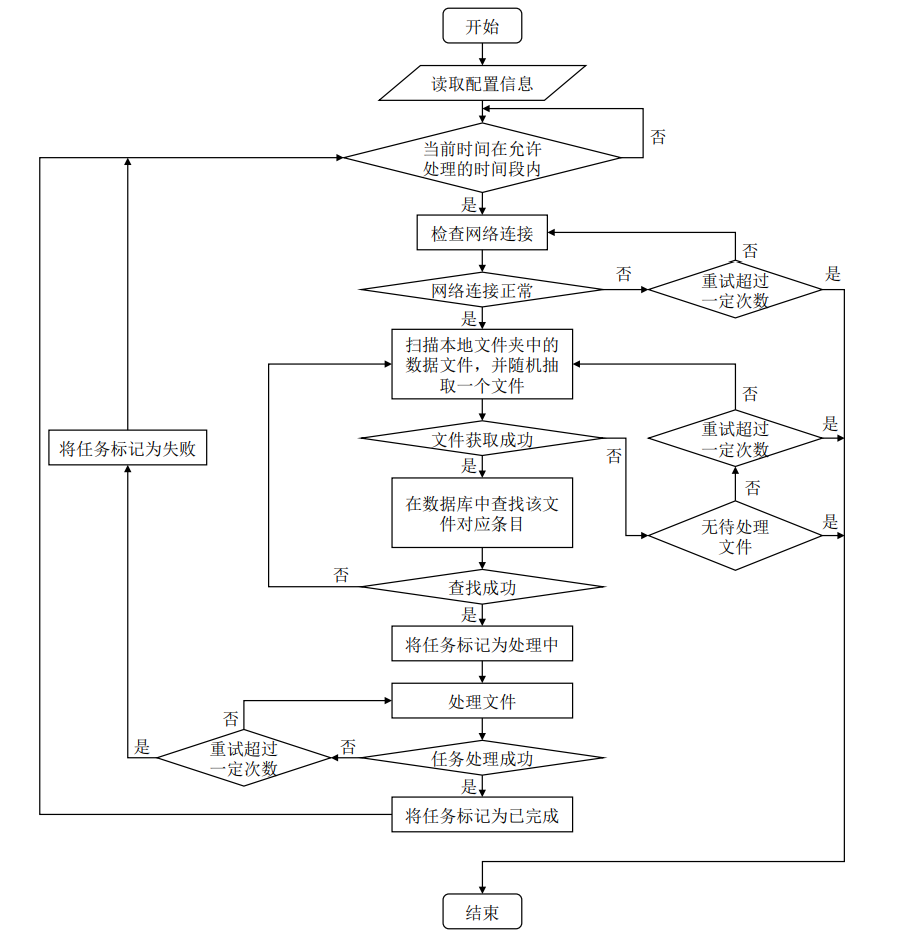 开始
读取配置信息
当前时间在允许
处理的时间段内
否
是
检查网络连接
网络连接正常
否
重试超过
一定次数
否
是
是
扫描本地文件夹中的
数据文件，并随机抽
取一个文件
文件获取成功
否
重试超过
一定次数
否
是
将任务标记为失败
是
在数据库中查找该文
件对应条目
否
无待处理
文件
是
查找成功
否
是
将任务标记为处理中
处理文件
任务处理成功
否
重试超过
一定次数
否
是
是
将任务标记为已完成
结束